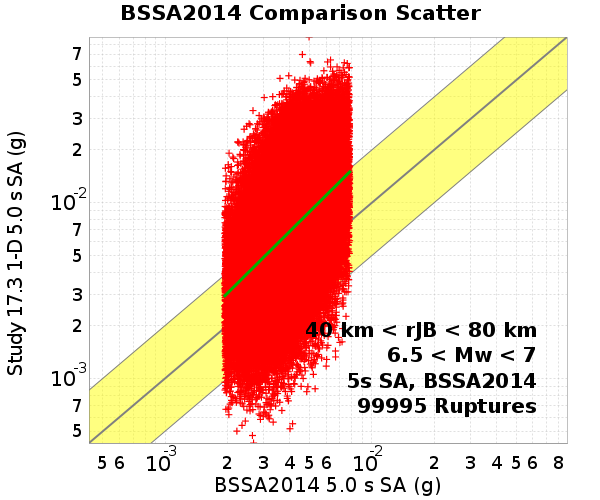 BSSA2014 Comparison Scatter
Study 17.3 1-D 5.0 s SA (g)
7
5
3
2
10-2
7
5
3
2
10-3
7
5
40 km < rJB < 80 km
6.5 < Mw < 7
5s SA, BSSA2014
99995 Ruptures
5 6 10-3 2 3 4 5 6 10-2 2 3 4 5 6 8
BSSA2014 5.0 s SA (g)